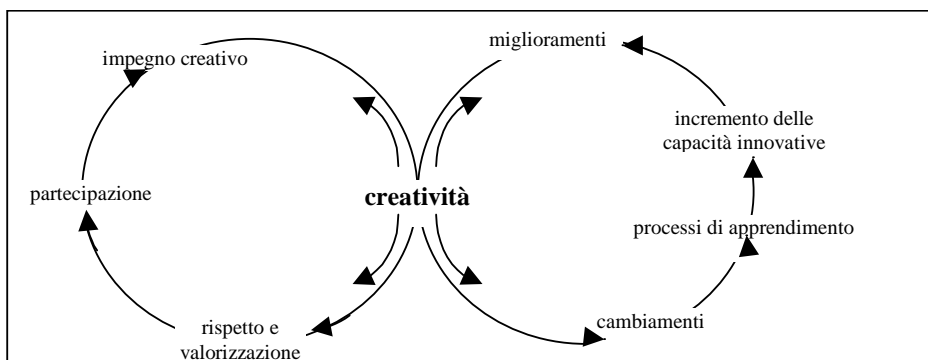 miglioramenti
impegno creativo
incremento delle
capacità innovative
partecipazione
creatività
processi di apprendimento
cambiamenti
rispetto e
valorizzazione